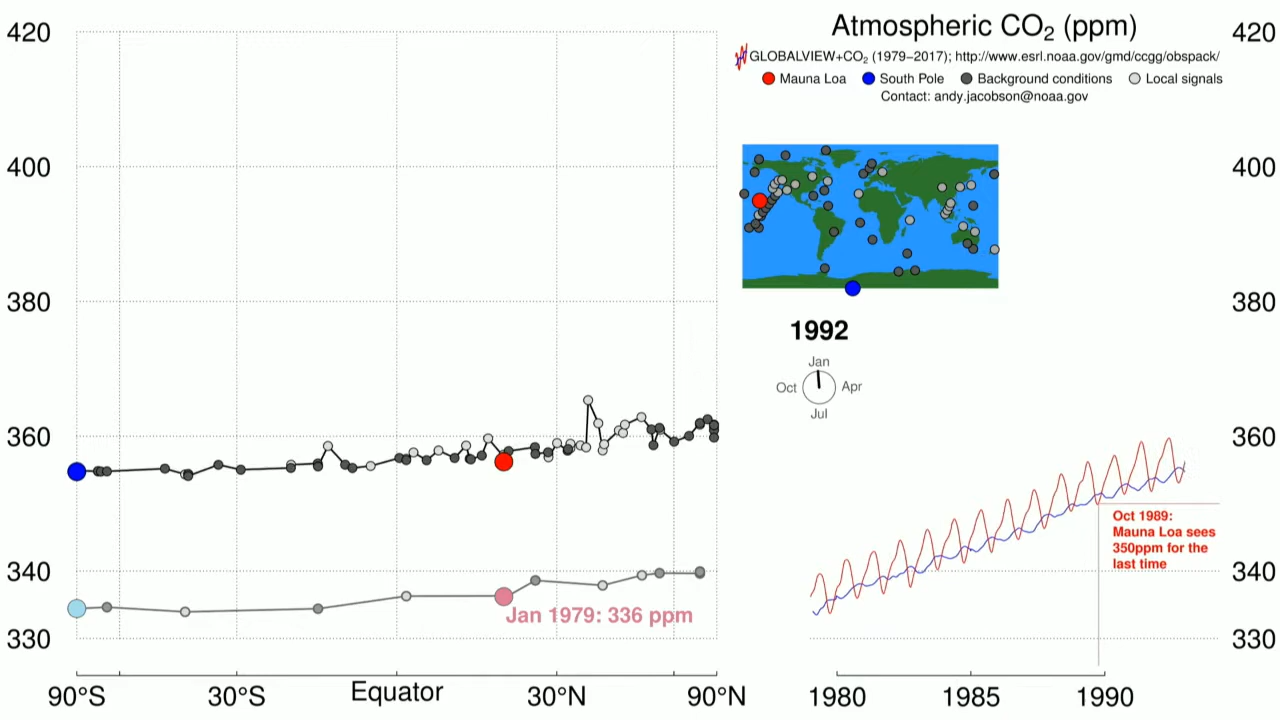 Atmospheric CO₂ (ppm)
GLOBALVIEW+CO₂ (1979−2017); http://www.esrl.noaa.gov/gmd/ccgg/obspack/
Mauna Loa South Pole Background conditions Local signals
Contact: andy.jacobson@noaa.gov
420 420
400 400
380 380
1992
Jan
Oct Apr
Jul
360 360
Oct 1989:
Mauna Loa sees
350ppm for the
last time
340 340
Jan 1979: 336 ppm
330 330
90°S 30°S Equator 30°N 90°N 1980 1985 1990